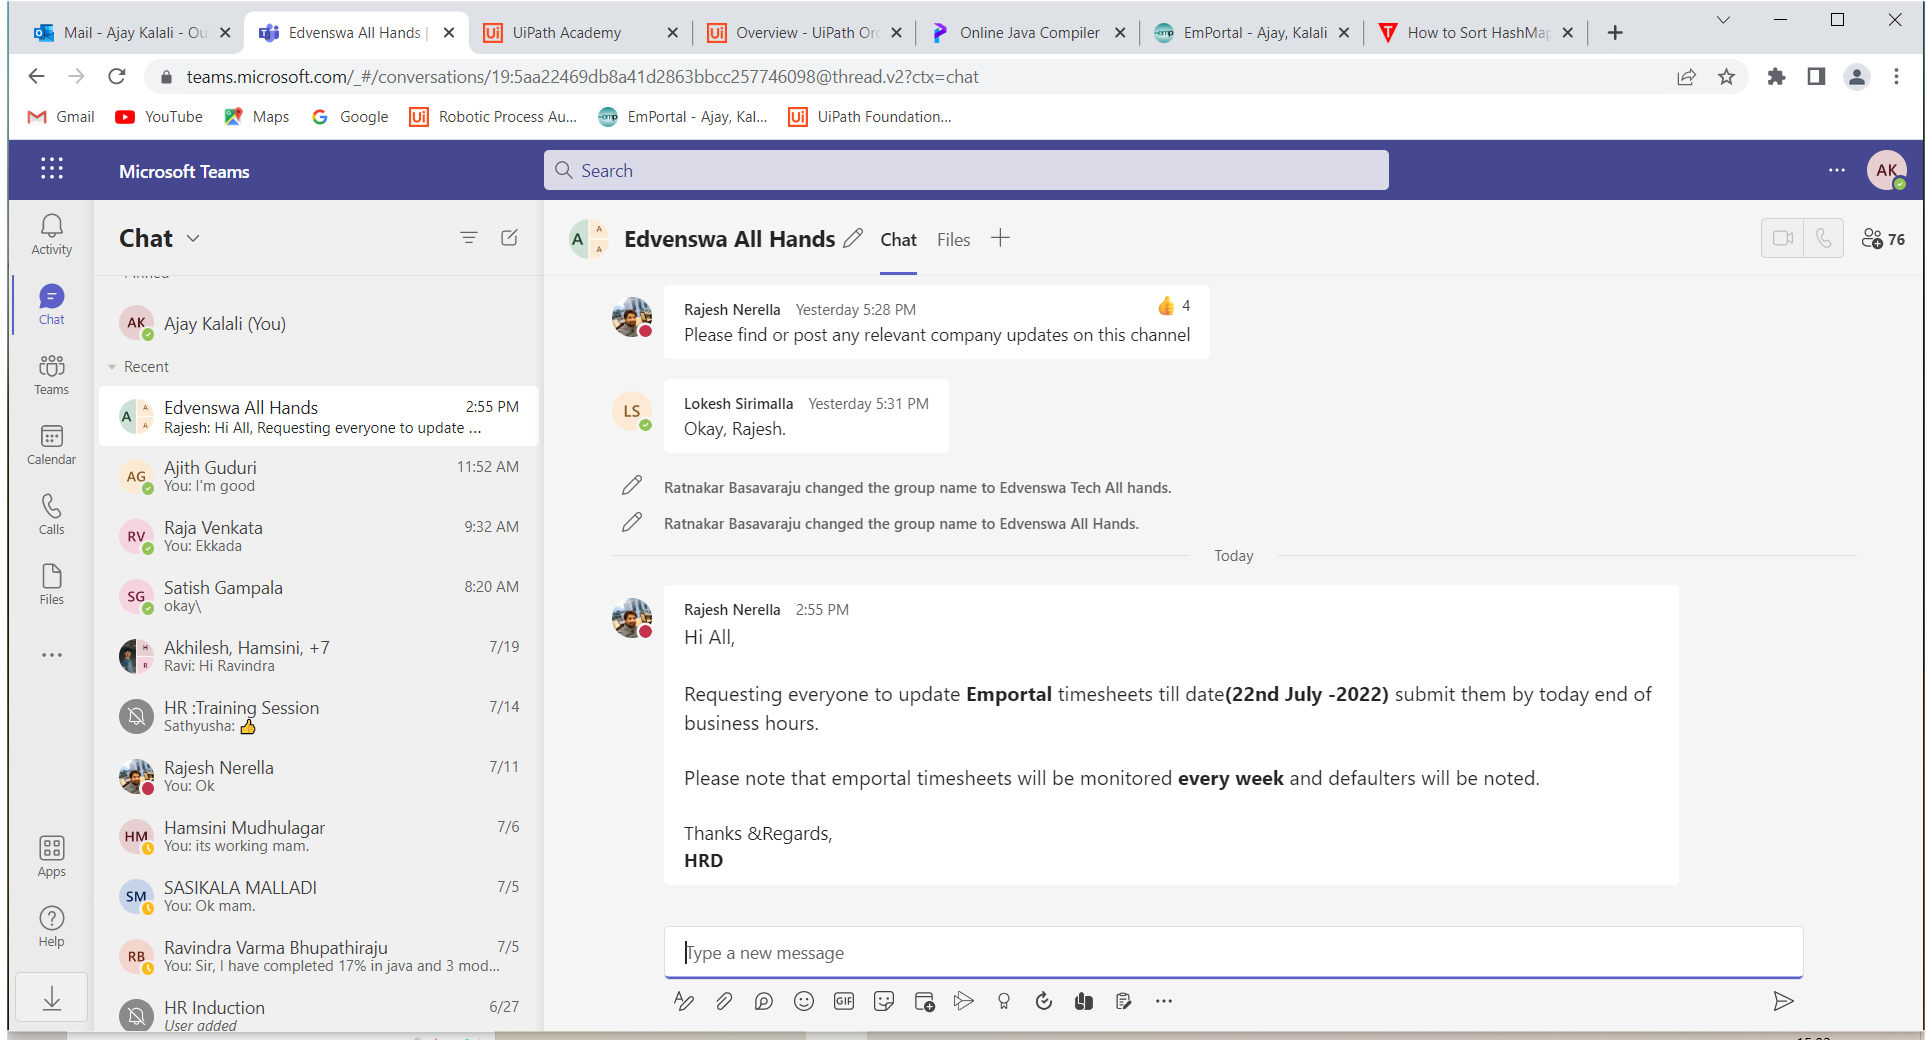 Mail - Ajay Kalali - Ou
Edvenswa All Hands |
UiPath Academy
Overview - UiPath Orc
Online Java Compiler
EmPortal - Ajay, Kalali
How to Sort HashMap
teams.microsoft.com/_#/conversations/19:5aa22469db8a41d2863bbcc257746098@thread.v2?ctx=chat
Gmail
YouTube
Maps
Google
Robotic Process Au...
EmPortal - Ajay, Kal...
UiPath Foundation...
Microsoft Teams
Search
AK
Activity
Chat
Teams
Calendar
Calls
Files
Apps
Help
Chat
Pinned
AK
Ajay Kalali (You)
Recent
A A A
Edvenswa All Hands 2:55 PM
Rajesh: Hi All, Requesting everyone to update ...
AG
Ajith Guduri 11:52 AM
You: I'm good
RV
Raja Venkata 9:32 AM
You: Ekkada
SG
Satish Gampala 8:20 AM
okay\
H R
Akhilesh, Hamsini, +7 7/19
Ravi: Hi Ravindra
HR :Training Session 7/14
Sathyusha: 👍
Rajesh Nerella 7/11
You: Ok
HM
Hamsini Mudhulagar 7/6
You: its working mam.
SM
SASIKALA MALLADI 7/5
You: Ok mam.
RB
Ravindra Varma Bhupathiraju 7/5
You: Sir, I have completed 17% in java and 3 mod...
HR Induction 6/27
User added
A A A
Edvenswa All Hands
Chat
Files
76
Rajesh Nerella Yesterday 5:28 PM 👍 4
Please find or post any relevant company updates on this channel
LS
Lokesh Sirimalla Yesterday 5:31 PM
Okay, Rajesh.
Ratnakar Basavaraju changed the group name to Edvenswa Tech All hands.
Ratnakar Basavaraju changed the group name to Edvenswa All Hands.
Today
Rajesh Nerella 2:55 PM
Hi All,
Requesting everyone to update Emportal timesheets till date(22nd July -2022) submit them by today end of
business hours.
Please note that emportal timesheets will be monitored every week and defaulters will be noted.
Thanks &Regards,
HRD
Type a new message
GIF